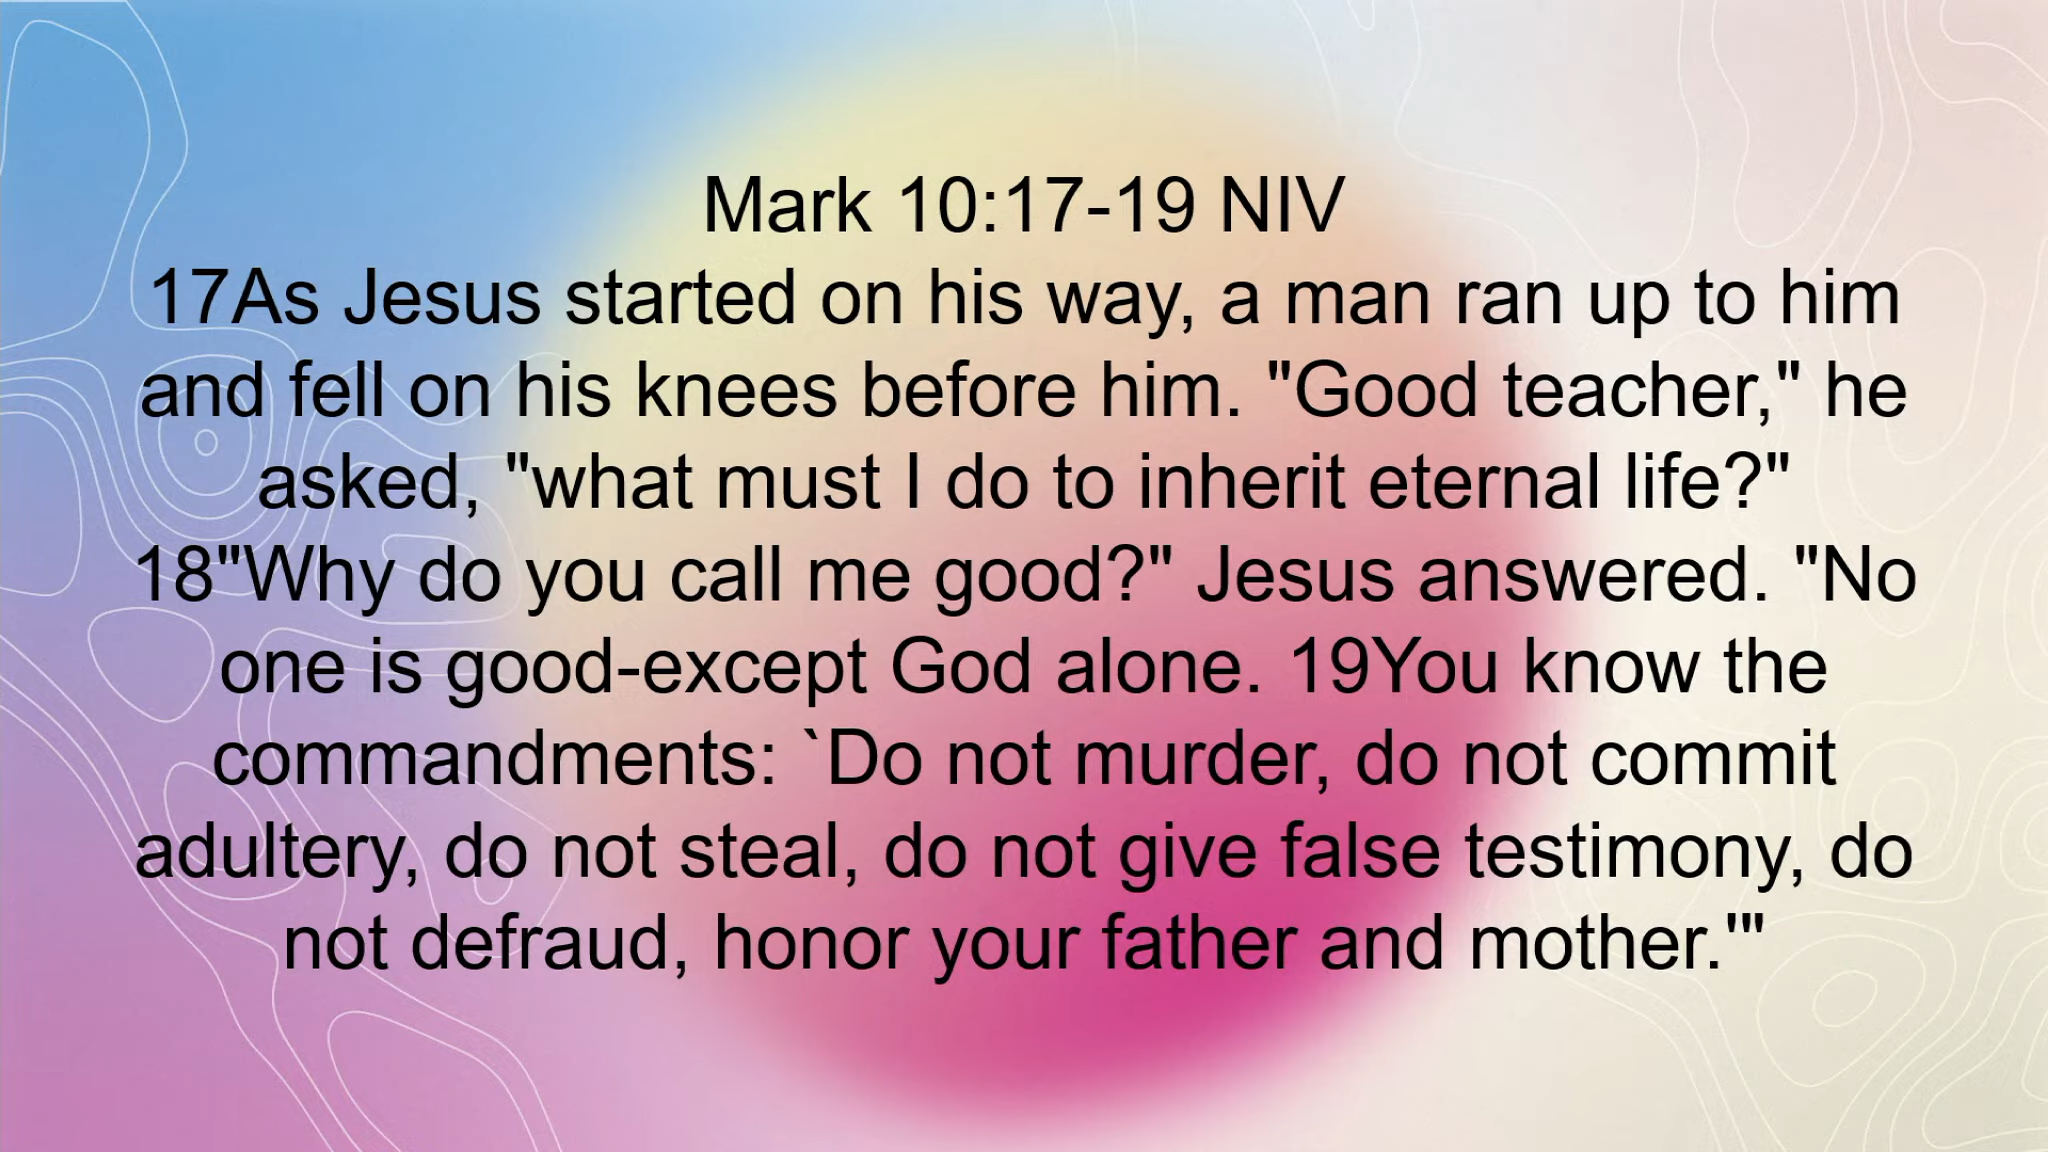 Mark 10:17-19 NIV
17As Jesus started on his way, a man ran up to him
and fell on his knees before him. "Good teacher," he
asked, "what must I do to inherit eternal life?"
18"Why do you call me good?" Jesus answered. "No
one is good-except God alone. 19You know the
commandments: `Do not murder, do not commit
adultery, do not steal, do not give false testimony, do
not defraud, honor your father and mother.'"